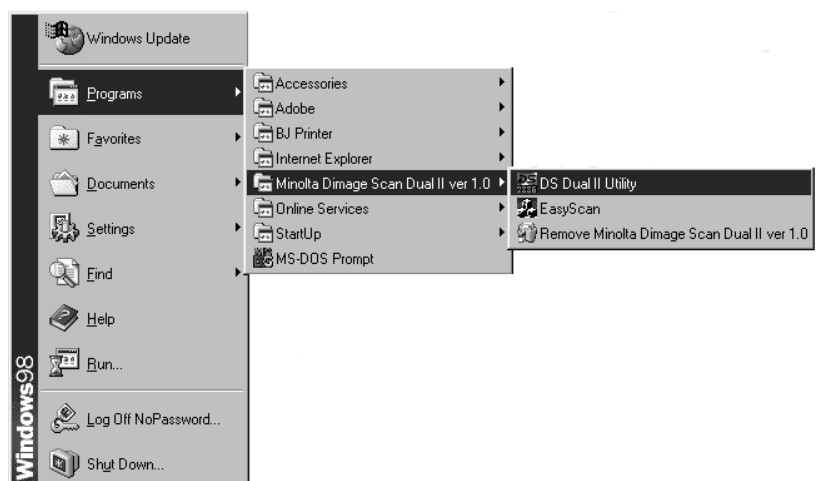 Windows Update
Programs
Favorites
Documents
Settings
Find
Help
Run...
Log Off NoPassword...
Shut Down...
Windows98
Accessories
Adobe
BJ Printer
Internet Explorer
Minolta Dimage Scan Dual II ver 1.0
Online Services
StartUp
MS-DOS Prompt
DS Dual II Utility
EasyScan
Remove Minolta Dimage Scan Dual II ver 1.0